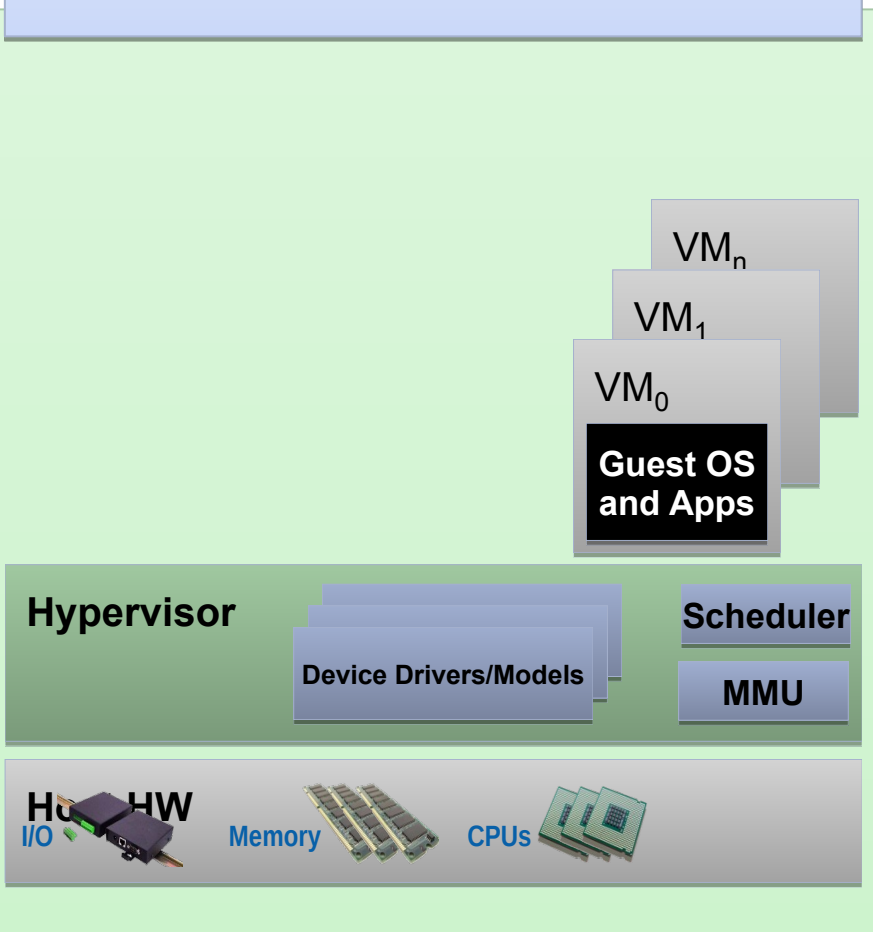 VMn
VM1
VM0
Guest OS
and Apps
Hypervisor
Scheduler
Device Drivers/Models
MMU
HW
I/O
Memory
CPUs